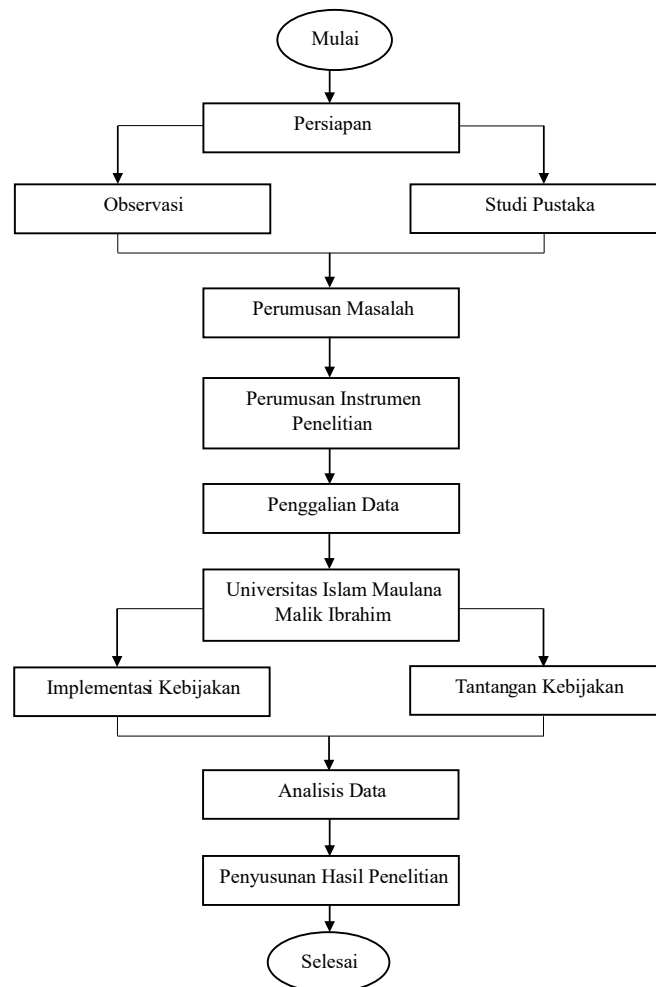 Mulai
Persiapan
Observasi
Studi Pustaka
Perumusan Masalah
Perumusan Instrumen
Penelitian
Penggalian Data
Universitas Islam Maulana
Malik Ibrahim
Implementasi Kebijakan
Tantangan Kebijakan
Analisis Data
Penyusunan Hasil Penelitian
Selesai